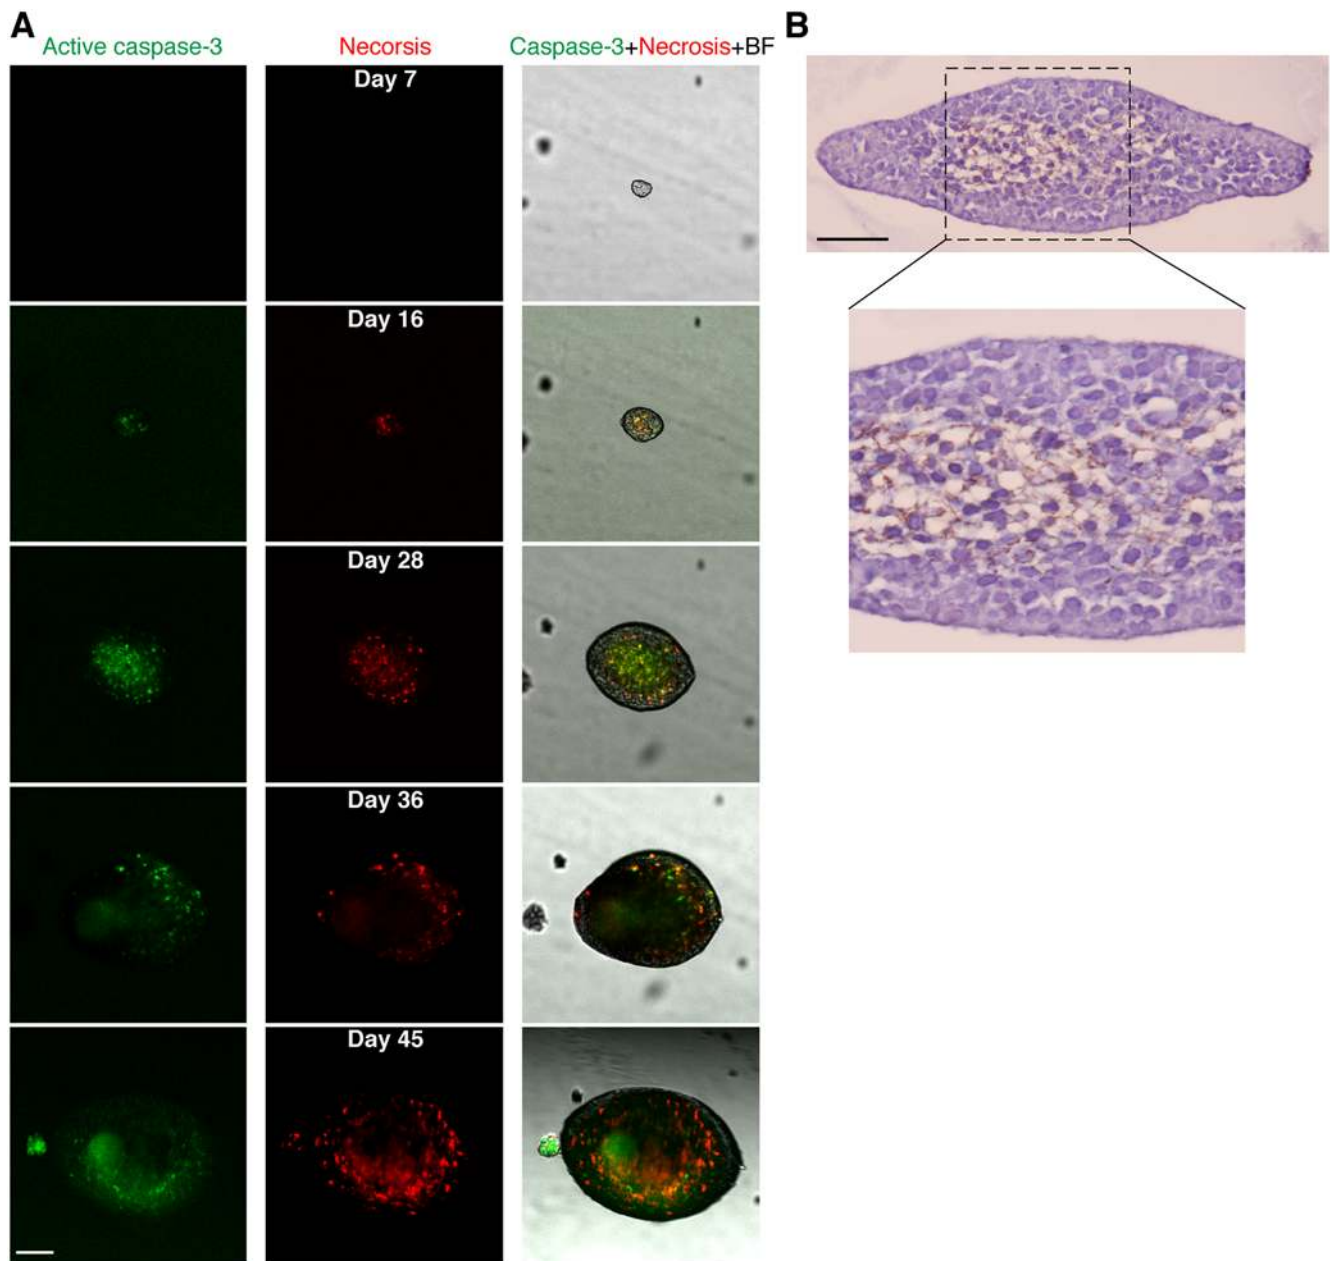 A
Active caspase-3
Necorsis
Caspase-3+Necrosis+BF
Day 7
Day 16
Day 28
Day 36
Day 45
B